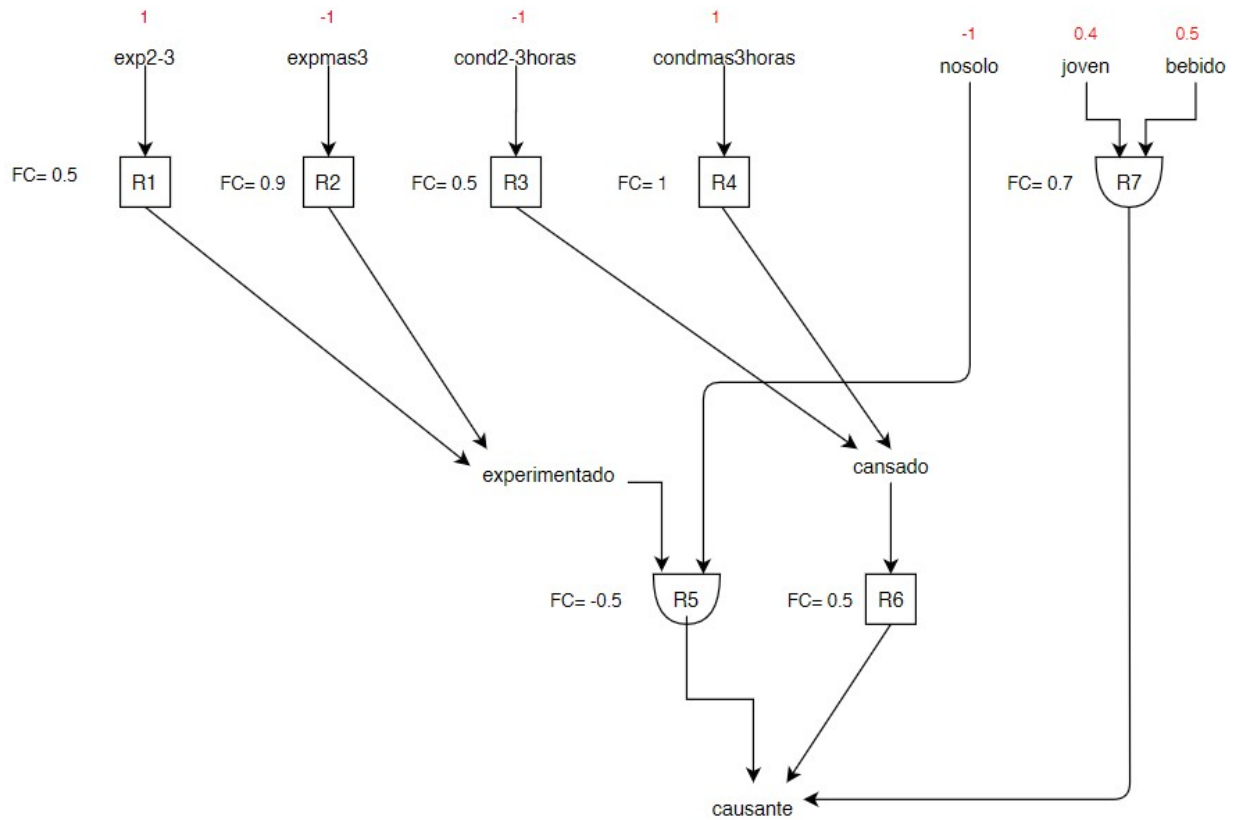 1 -1 -1 1
-1 0.4 0.5
exp2-3 expmas3 cond2-3horas condmas3horas
nosolo joven bebido
FC= 0.5 R1 FC= 0.9 R2 FC= 0.5 R3 FC= 1 R4 FC= 0.7 R7
experimentado cansado
FC= -0.5 R5 FC= 0.5 R6
causante